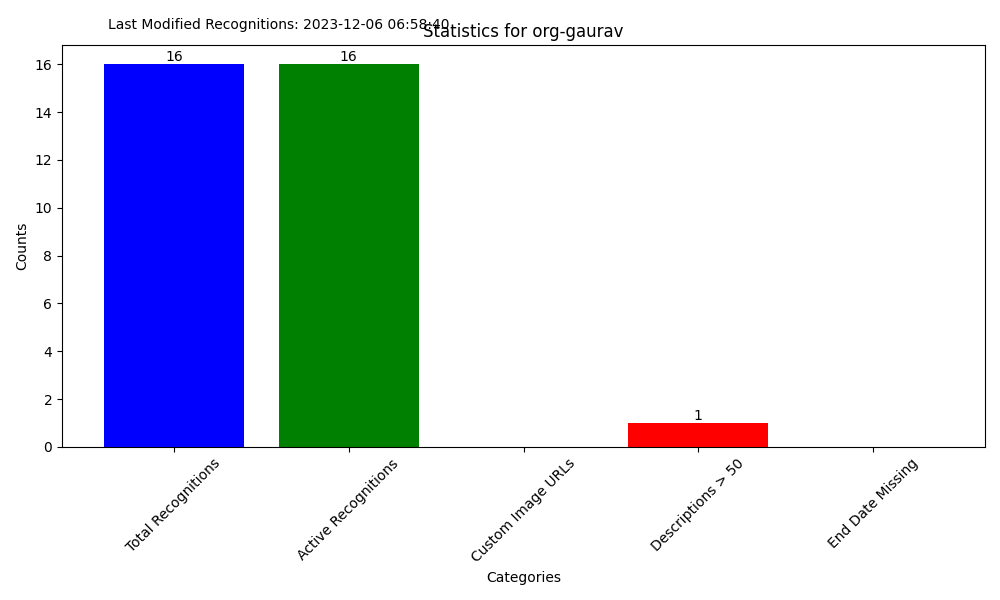 Last Modified Recognitions: 2023-12-06 06:58:40
Statistics for org-gaurav
16
16
1
16
14
12
10
8
6
4
2
0
Counts
Total Recognitions
Active Recognitions
Custom Image URLs
Descriptions > 50
End Date Missing
Categories